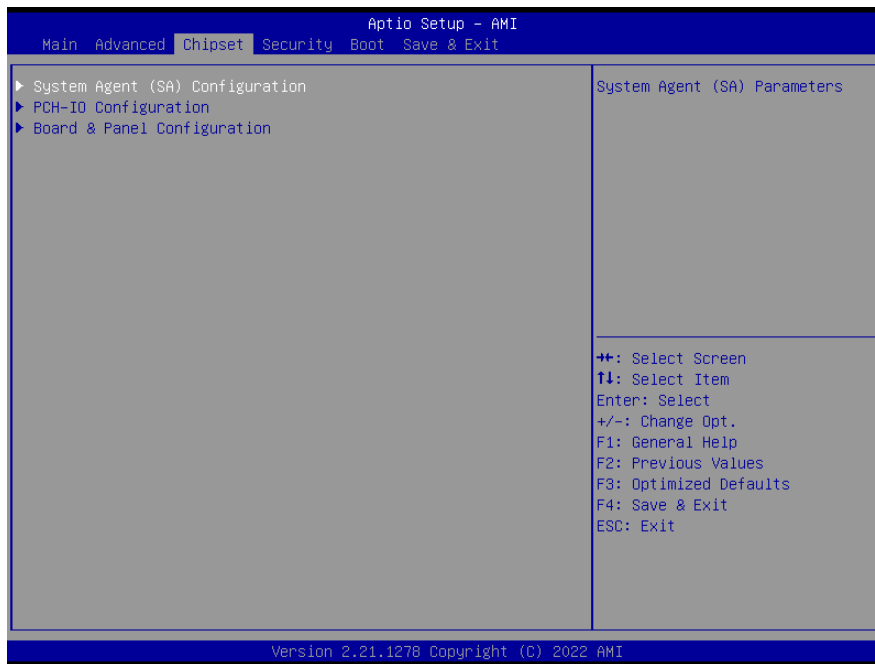 Aptio Setup – AMI
Main Advanced Chipset Security Boot Save & Exit
▶ System Agent (SA) Configuration
▶ PCH-IO Configuration
▶ Board & Panel Configuration
System Agent (SA) Parameters
→←: Select Screen
↑↓: Select Item
Enter: Select
+/-: Change Opt.
F1: General Help
F2: Previous Values
F3: Optimized Defaults
F4: Save & Exit
ESC: Exit
Version 2.21.1278 Copyright (C) 2022 AMI